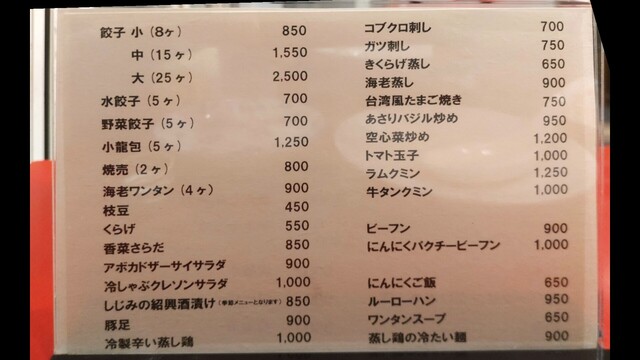 餃子 小（8ヶ） 850
中（15ヶ） 1,550
大（25ヶ） 2,500
水餃子（5ヶ） 700
野菜餃子（5ヶ） 700
小龍包（5ヶ） 1,250
焼売（2ヶ） 800
海老ワンタン（4ヶ） 900
枝豆 450
くらげ 550
香菜さらだ 850
アボカドザーサイサラダ 900
冷しゃぶクレソンサラダ 1,000
しじみの紹興酒漬け（季節メニューとなります） 850
豚足 900
冷製辛い蒸し鶏 1,000
コブクロ刺し 700
ガツ刺し 750
きくらげ蒸し 650
海老蒸し 900
台湾風たまご焼き 750
あさりバジル炒め 950
空心菜炒め 1,200
トマト玉子 1,000
ラムクミン 1,250
牛タンクミン 1,000
ビーフン 900
にんにくパクチービーフン 1,000
にんにくご飯 650
ルーローハン 950
ワンタンスープ 650
蒸し鶏の冷たい麺 900